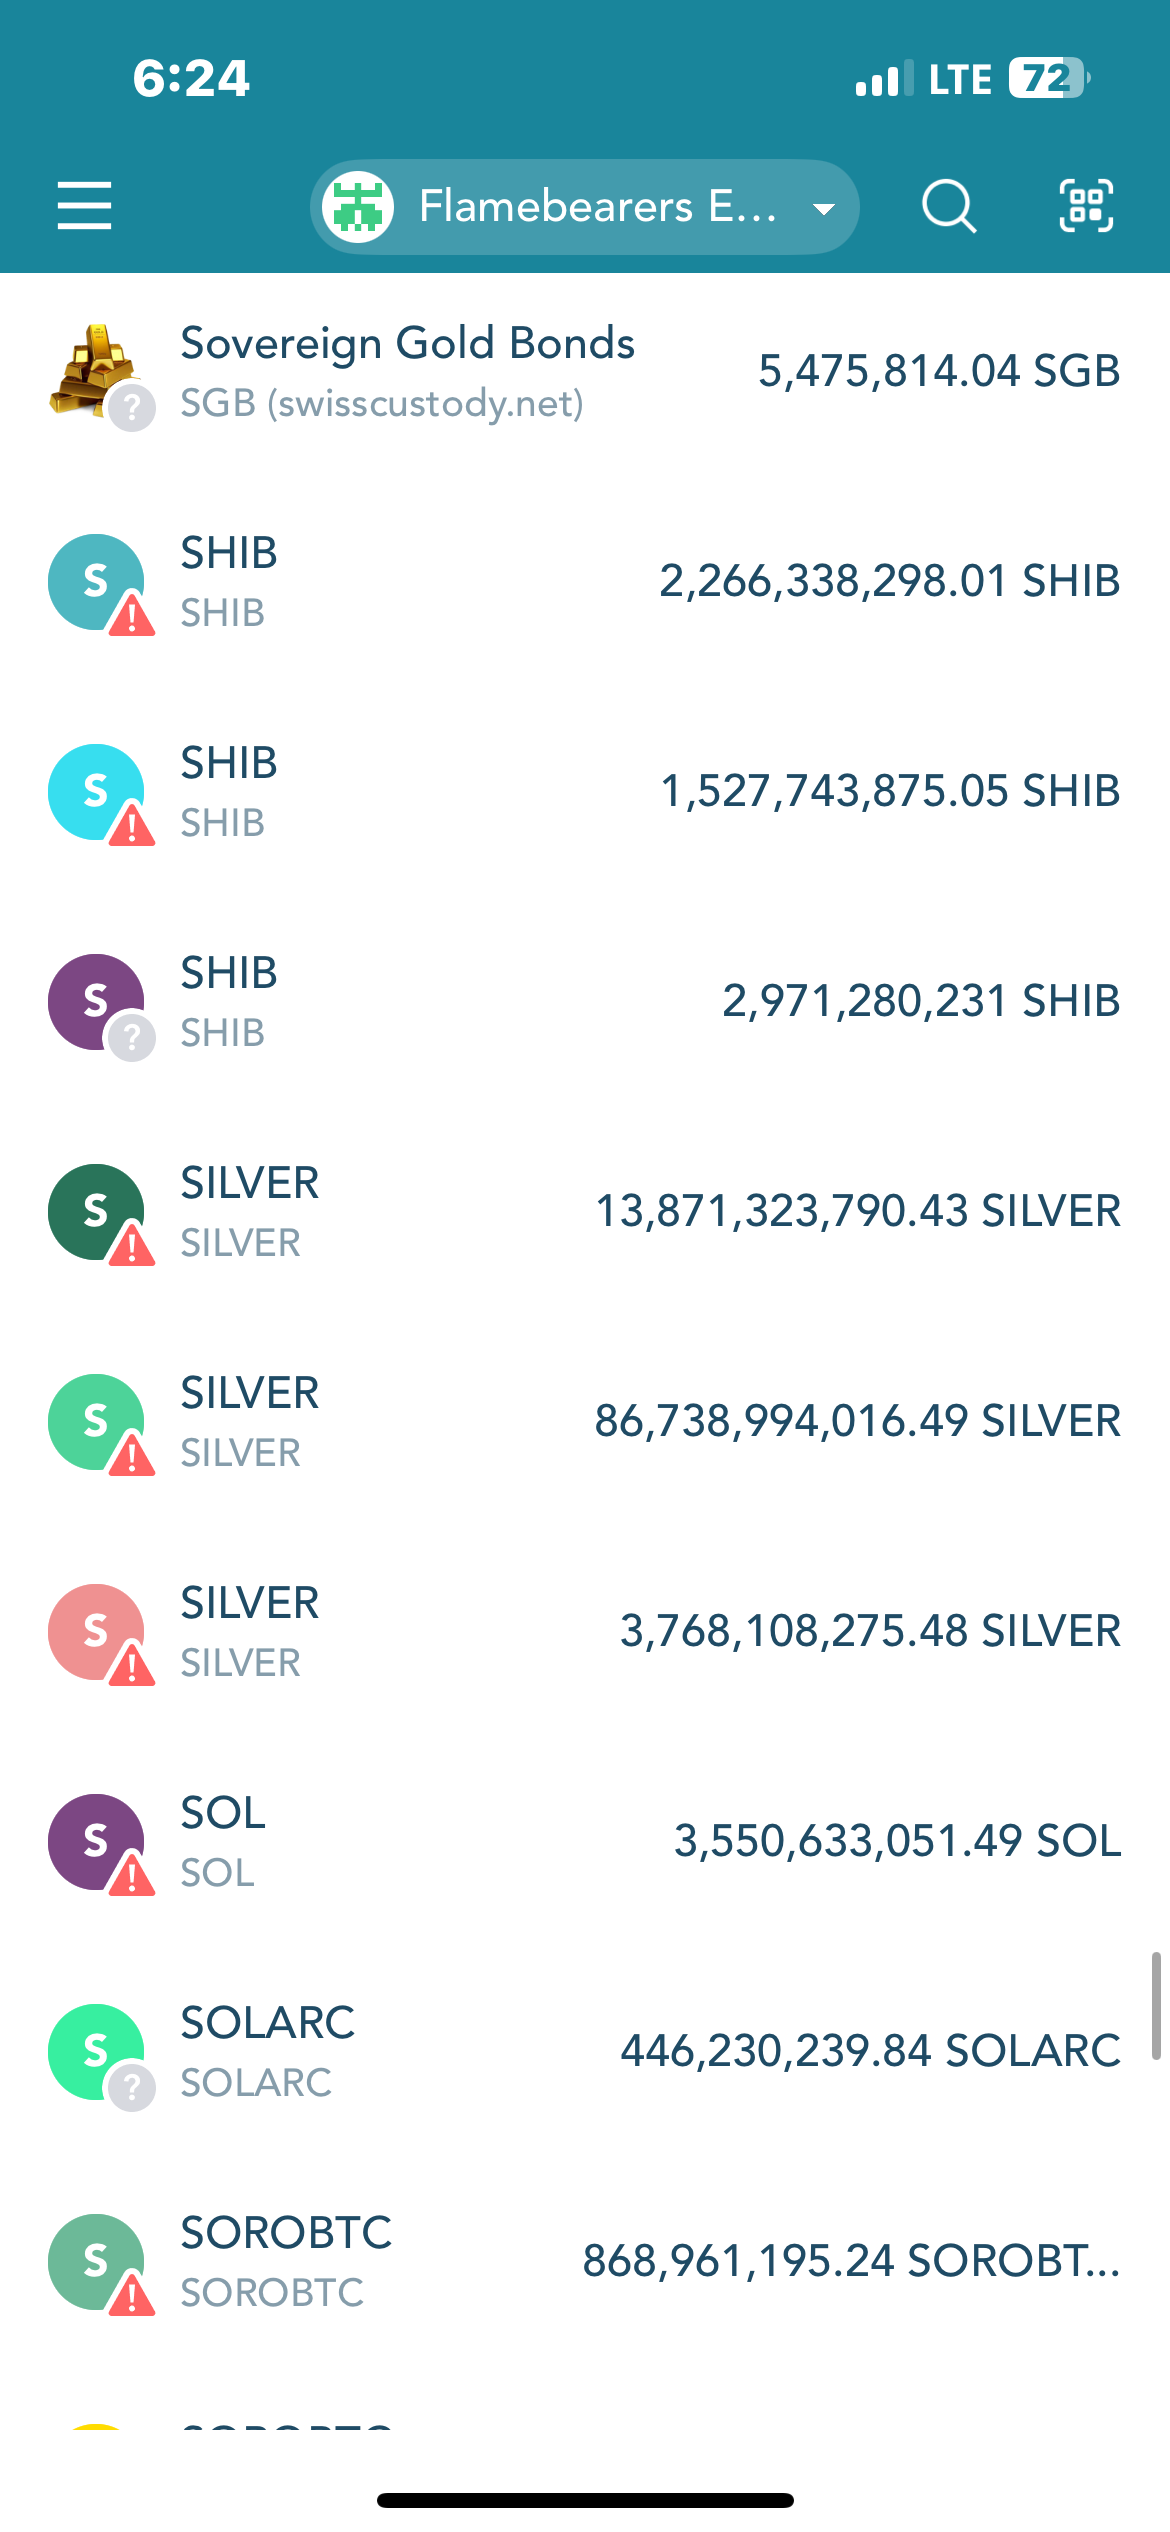 6:24
LTE 72
Flamebearers E...
Sovereign Gold Bonds
5,475,814.04 SGB
SGB (swisscustody.net)
?
S
SHIB
2,266,338,298.01 SHIB
SHIB
!
S
SHIB
1,527,743,875.05 SHIB
SHIB
!
S
SHIB
2,971,280,231 SHIB
SHIB
?
S
SILVER
13,871,323,790.43 SILVER
SILVER
!
S
SILVER
86,738,994,016.49 SILVER
SILVER
!
S
SILVER
3,768,108,275.48 SILVER
SILVER
!
S
SOL
3,550,633,051.49 SOL
SOL
!
S
SOLARC
446,230,239.84 SOLARC
SOLARC
?
S
SOROBTC
868,961,195.24 SOROBT...
SOROBTC
!